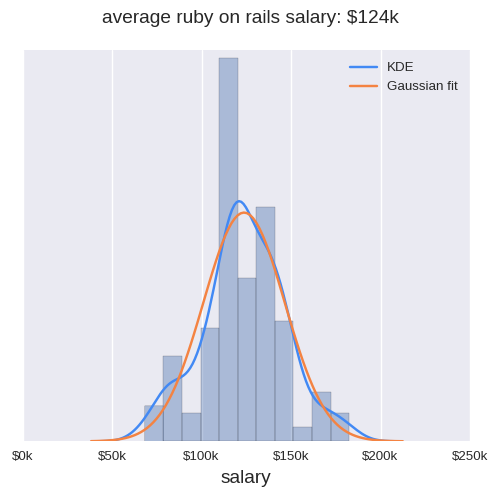 average ruby on rails salary: $124k
KDE
Gaussian fit
$0k $50k $100k $150k $200k $250k
salary